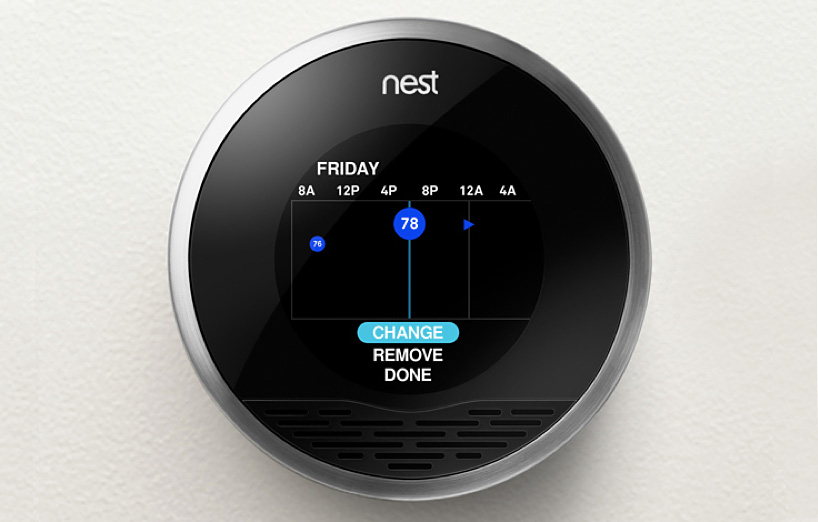 nest
FRIDAY
8A 12P 4P 8P 12A 4A
78
76
CHANGE
REMOVE
DONE